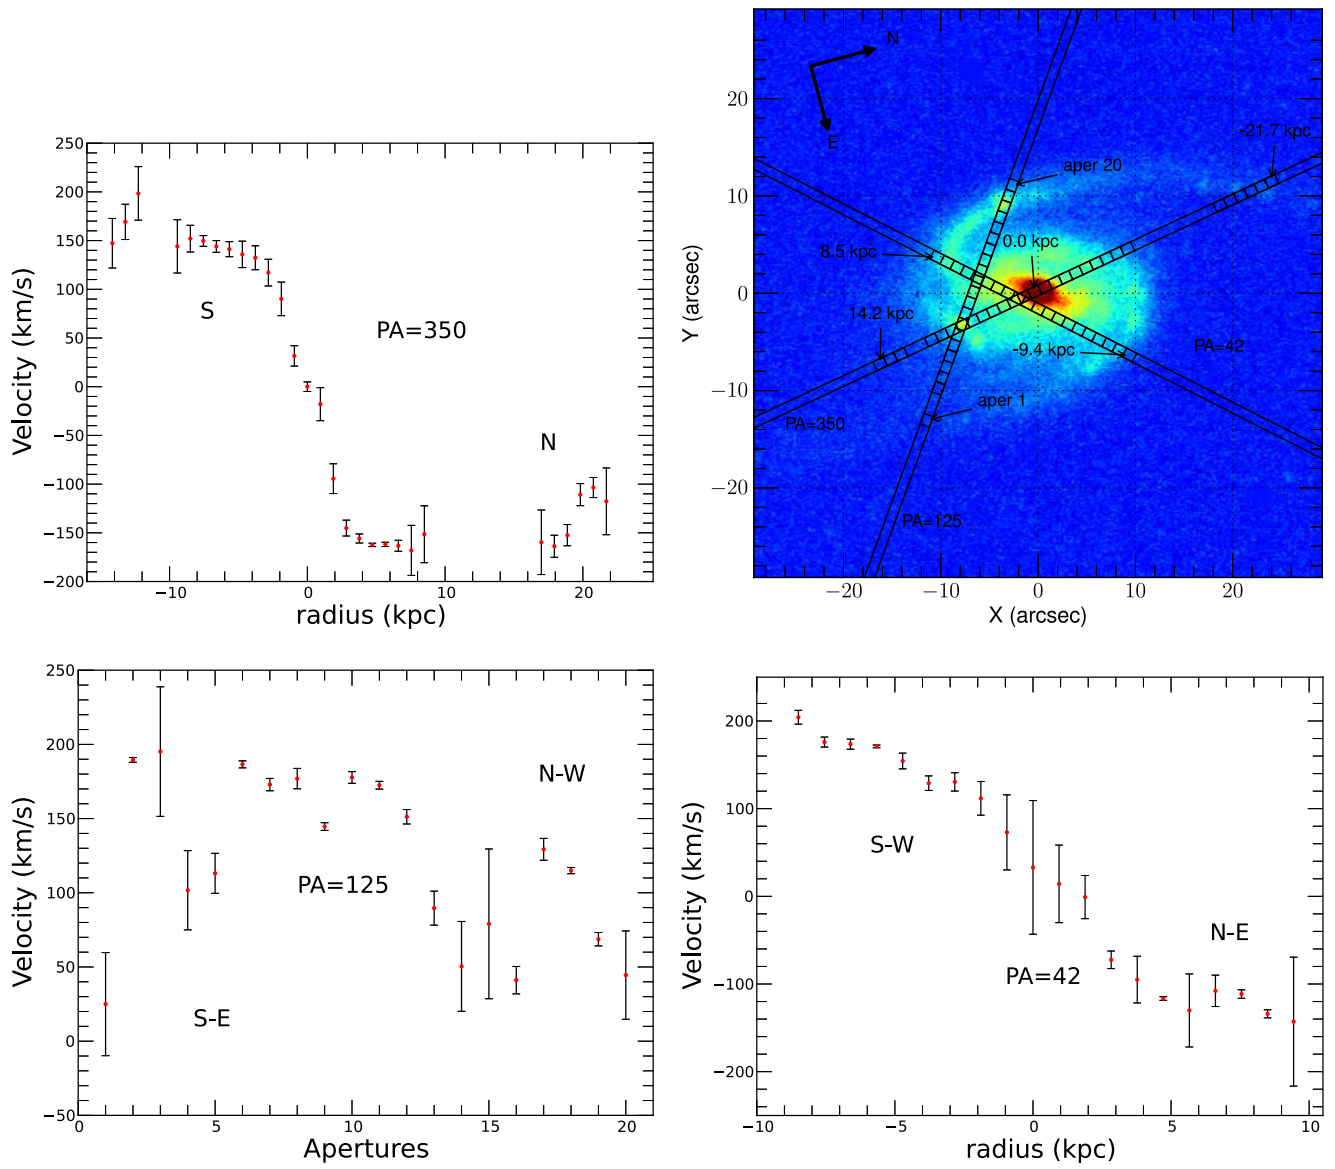 250
200
150
100
50
0
−50
−100
−150
−200
Velocity (km/s)
S
PA=350
N
−10
0
10
20
radius (kpc)
N
E
-21.7 kpc
aper 20
8.5 kpc
0.0 kpc
14.2 kpc
-9.4 kpc
PA=42
aper 1
PA=350
PA=125
20
10
0
−10
−20
Y (arcsec)
−20
−10
0
10
20
X (arcsec)
250
200
150
100
50
0
−50
Velocity (km/s)
N-W
PA=125
S-E
0
5
10
15
20
Apertures
200
100
0
−100
−200
Velocity (km/s)
S-W
N-E
PA=42
−10
−5
0
5
10
radius (kpc)